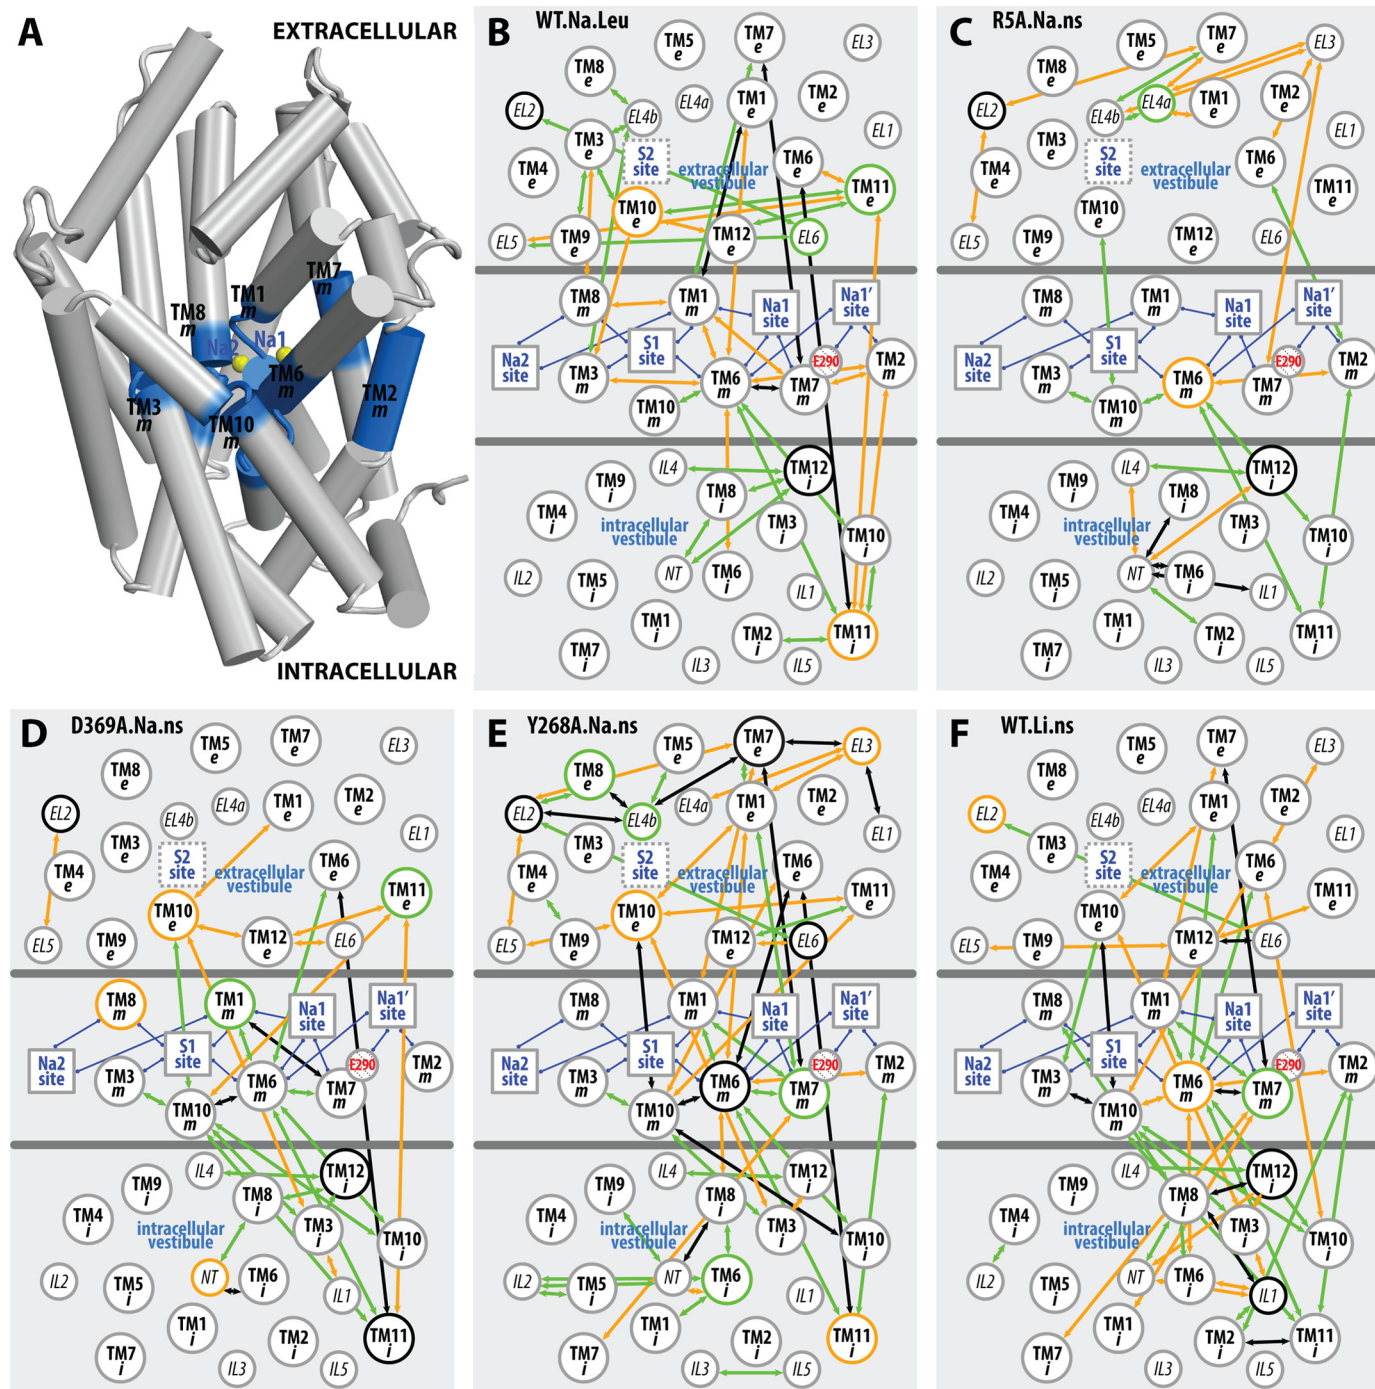 A
EXTRACELLULAR
TM7
m
TM1
m
TM8
m
Na2
Na1
TM6
m
TM2
m
TM3
m
TM10
m
INTRACELLULAR
B
WT.Na.Leu
TM7
e
TM5
e
EL3
TM8
e
EL4a
TM1
e
TM2
e
EL2
EL4b
EL1
TM3
e
S2
site
extracellular
vestibule
TM6
e
TM4
e
TM11
e
TM10
e
EL5
TM9
e
TM12
e
EL6
TM8
m
TM1
m
Na1
site
Na1′
site
Na2
site
S1
site
TM3
m
TM6
m
E290
TM7
m
TM2
m
TM10
m
IL4
TM12
i
TM9
i
TM8
i
TM4
i
intracellular
vestibule
TM3
i
TM10
i
IL2
TM5
i
NT
TM6
i
IL1
TM1
i
TM2
i
TM11
i
TM7
i
IL3
IL5
C
R5A.Na.ns
TM7
e
TM5
e
EL3
TM8
e
EL4a
TM1
e
TM2
e
EL2
EL4b
EL1
TM3
e
S2
site
extracellular
vestibule
TM6
e
TM4
e
TM11
e
TM10
e
EL5
TM9
e
TM12
e
EL6
TM8
m
TM1
m
Na1
site
Na1′
site
Na2
site
S1
site
TM3
m
TM6
m
E290
TM7
m
TM2
m
TM10
m
IL4
TM12
i
TM9
i
TM8
i
TM4
i
intracellular
vestibule
TM3
i
TM10
i
IL2
TM5
i
NT
TM6
i
IL1
TM1
i
TM2
i
TM11
i
TM7
i
IL3
IL5
D
D369A.Na.ns
TM7
e
TM5
e
EL3
TM8
e
EL4a
TM1
e
TM2
e
EL2
EL4b
EL1
TM3
e
S2
site
extracellular
vestibule
TM6
e
TM4
e
TM11
e
TM10
e
EL5
TM9
e
TM12
e
EL6
TM8
m
TM1
m
Na1
site
Na1′
site
Na2
site
S1
site
TM3
m
TM6
m
E290
TM7
m
TM2
m
TM10
m
IL4
TM12
i
TM9
i
TM8
i
TM4
i
intracellular
vestibule
TM3
i
TM10
i
IL2
TM5
i
NT
TM6
i
IL1
TM1
i
TM2
i
TM11
i
TM7
i
IL3
IL5
E
Y268A.Na.ns
TM7
e
TM5
e
EL3
TM8
e
EL4a
TM1
e
TM2
e
EL2
EL4b
EL1
TM3
e
S2
site
extracellular
vestibule
TM6
e
TM4
e
TM11
e
TM10
e
EL5
TM9
e
TM12
e
EL6
TM8
m
TM1
m
Na1
site
Na1′
site
Na2
site
S1
site
TM3
m
TM6
m
E290
TM7
m
TM2
m
TM10
m
IL4
TM12
i
TM9
i
TM8
i
TM4
i
intracellular
vestibule
TM3
i
TM10
i
IL2
TM5
i
NT
TM6
i
IL1
TM1
i
TM2
i
TM11
i
TM7
i
IL3
IL5
F
WT.Li.ns
TM7
e
TM5
e
EL3
TM8
e
EL4a
TM1
e
TM2
e
EL2
EL4b
EL1
TM3
e
S2
site
extracellular
vestibule
TM6
e
TM4
e
TM11
e
TM10
e
EL5
TM9
e
TM12
e
EL6
TM8
m
TM1
m
Na1
site
Na1′
site
Na2
site
S1
site
TM3
m
TM6
m
E290
TM7
m
TM2
m
TM10
m
IL4
TM12
i
TM9
i
TM8
i
TM4
i
intracellular
vestibule
TM3
i
TM10
i
IL2
TM5
i
NT
TM6
i
IL1
TM1
i
TM2
i
TM11
i
TM7
i
IL3
IL5